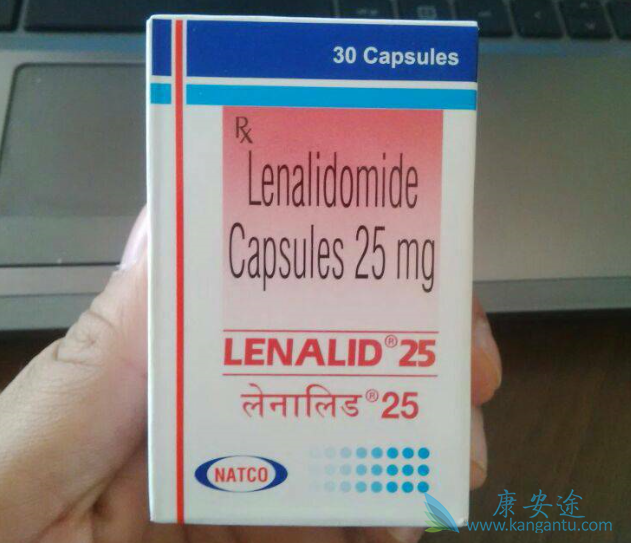 30 Capsules
Rx
Lenalidomide
Capsules 25 mg
LENALID® 25
लेनालिड® 25
NATCO
康安途
www.kangantu.com